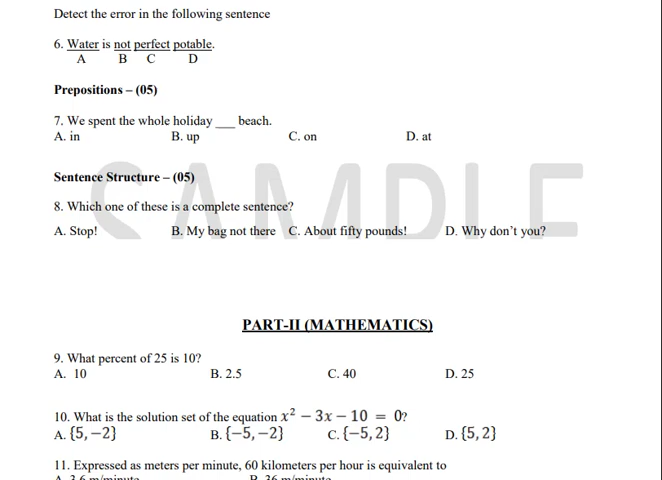 Detect the error in the following sentence
6. Water is not perfect potable.
A B C D
Prepositions – (05)
7. We spent the whole holiday ___ beach.
A. in B. up C. on D. at
Sentence Structure – (05)
8. Which one of these is a complete sentence?
A. Stop! B. My bag not there C. About fifty pounds! D. Why don't you?
SAMPLE
PART-II (MATHEMATICS)
9. What percent of 25 is 10?
A. 10 B. 2.5 C. 40 D. 25
10. What is the solution set of the equation x² − 3x − 10 = 0?
A. {5, −2} B. {−5, −2} C. {−5, 2} D. {5, 2}
11. Expressed as meters per minute, 60 kilometers per hour is equivalent to
A. 3.6 m/minute B. 36 m/minute